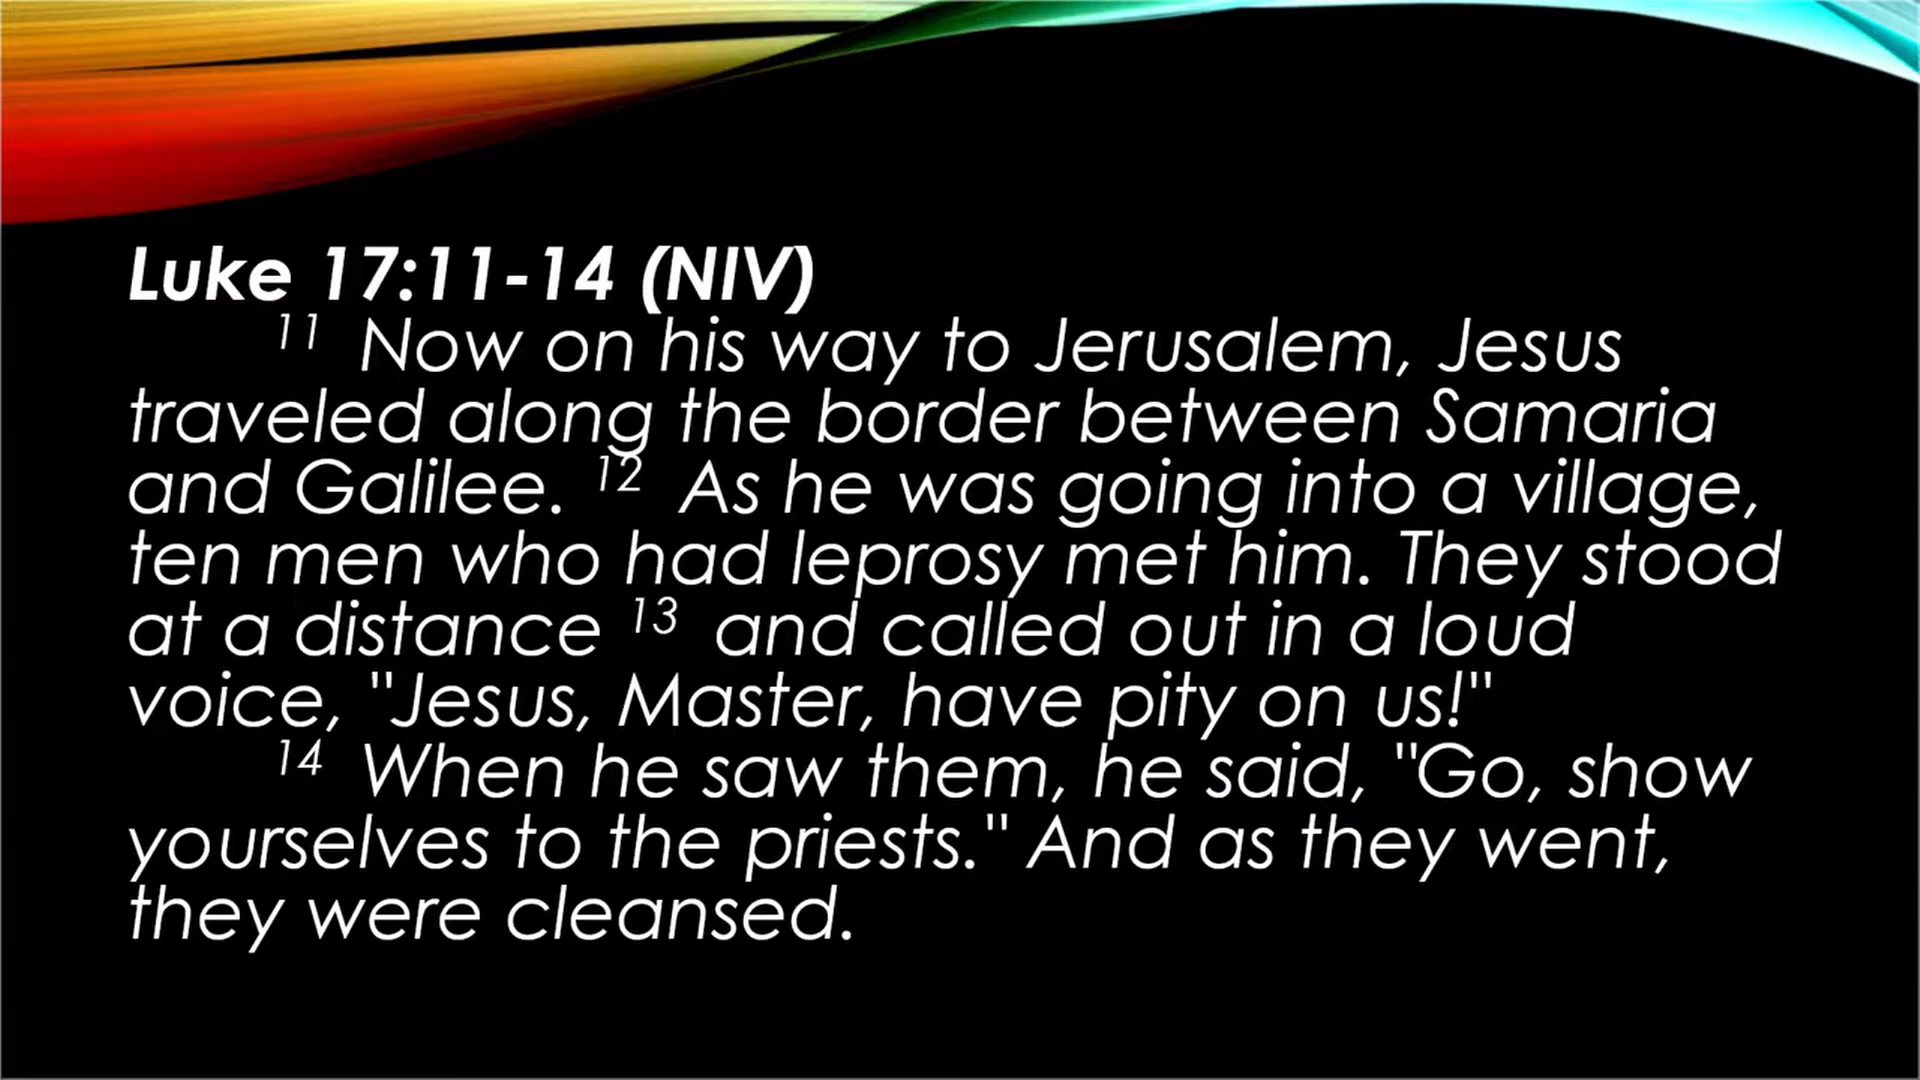 Luke 17:11-14 (NIV)
11 Now on his way to Jerusalem, Jesus
traveled along the border between Samaria
and Galilee. 12 As he was going into a village,
ten men who had leprosy met him. They stood
at a distance 13 and called out in a loud
voice, "Jesus, Master, have pity on us!"
14 When he saw them, he said, "Go, show
yourselves to the priests." And as they went,
they were cleansed.